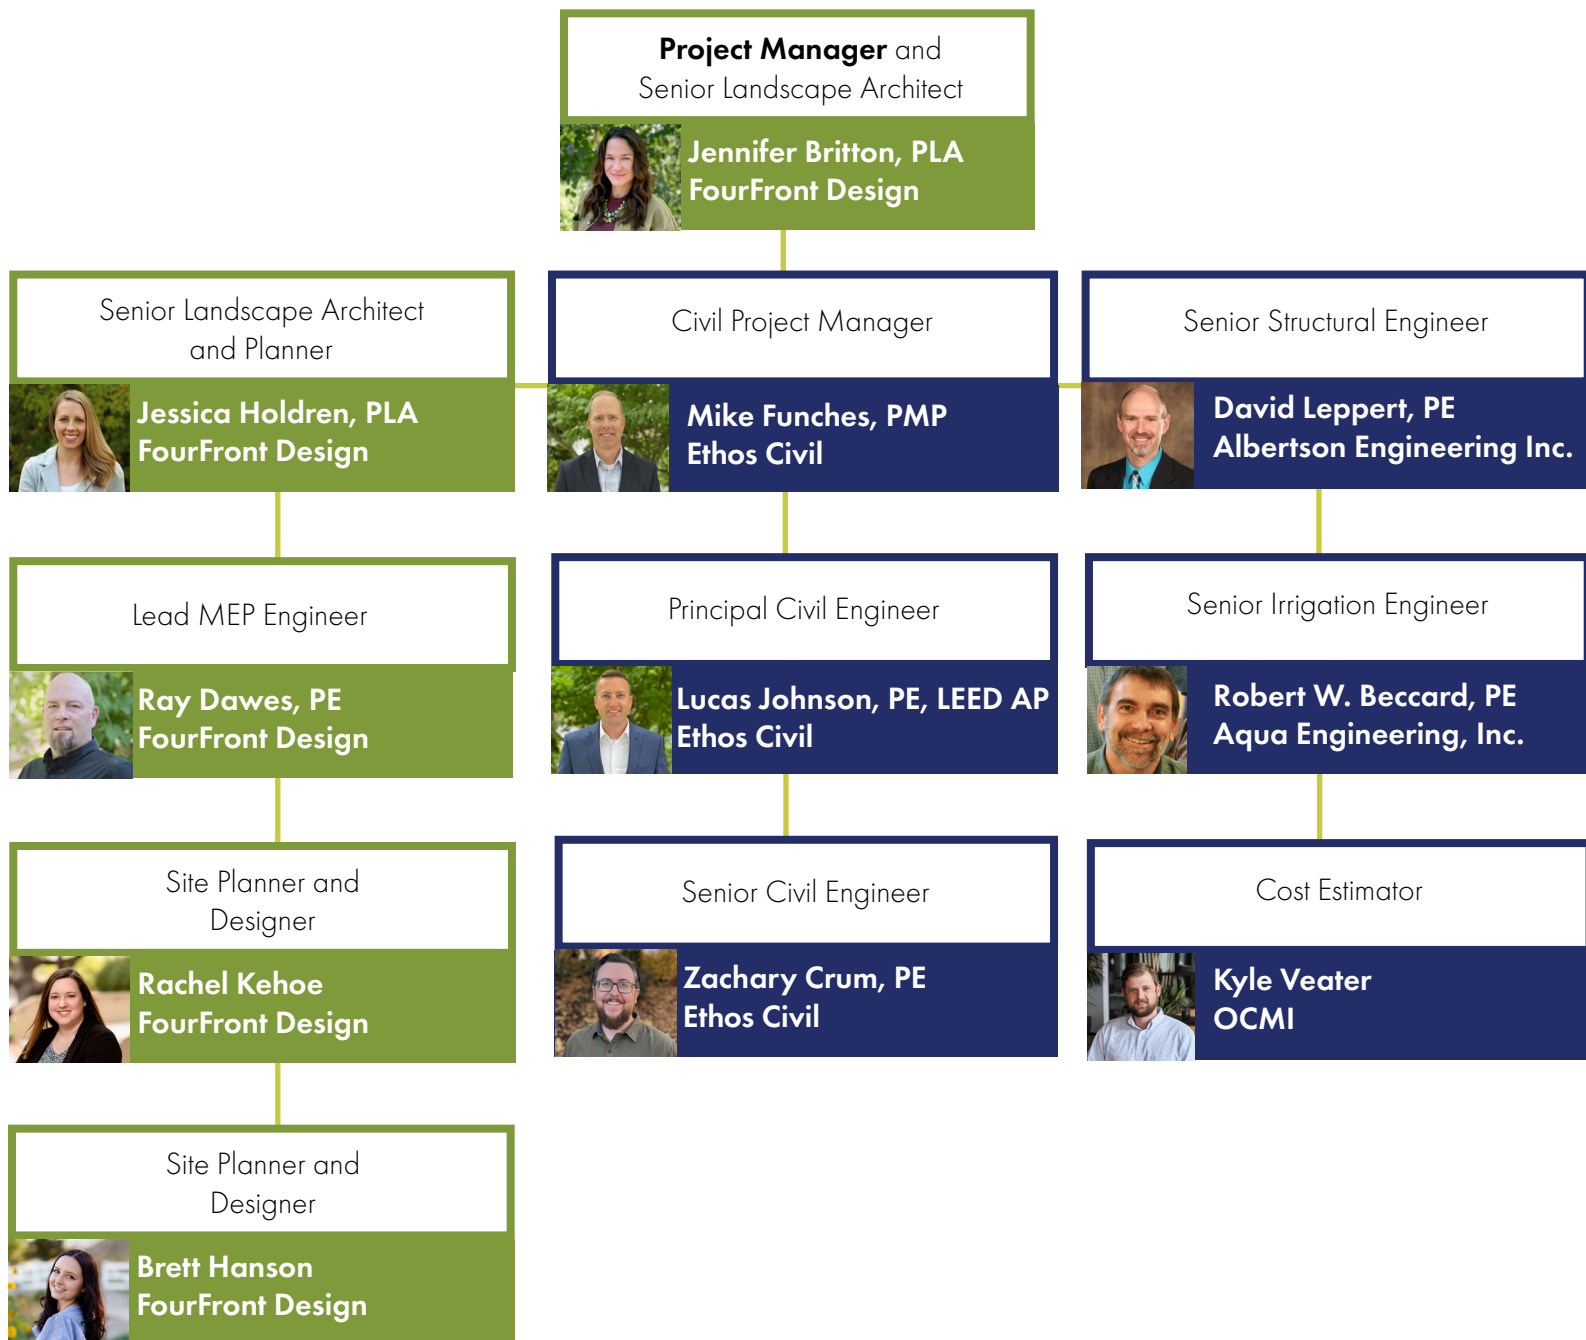 Project Manager and
Senior Landscape Architect
Jennifer Britton, PLA
FourFront Design
Senior Landscape Architect
and Planner
Jessica Holdren, PLA
FourFront Design
Civil Project Manager
Mike Funches, PMP
Ethos Civil
Senior Structural Engineer
David Leppert, PE
Albertson Engineering Inc.
Lead MEP Engineer
Ray Dawes, PE
FourFront Design
Principal Civil Engineer
Lucas Johnson, PE, LEED AP
Ethos Civil
Senior Irrigation Engineer
Robert W. Beccard, PE
Aqua Engineering, Inc.
Site Planner and
Designer
Rachel Kehoe
FourFront Design
Senior Civil Engineer
Zachary Crum, PE
Ethos Civil
Cost Estimator
Kyle Veater
OCMI
Site Planner and
Designer
Brett Hanson
FourFront Design